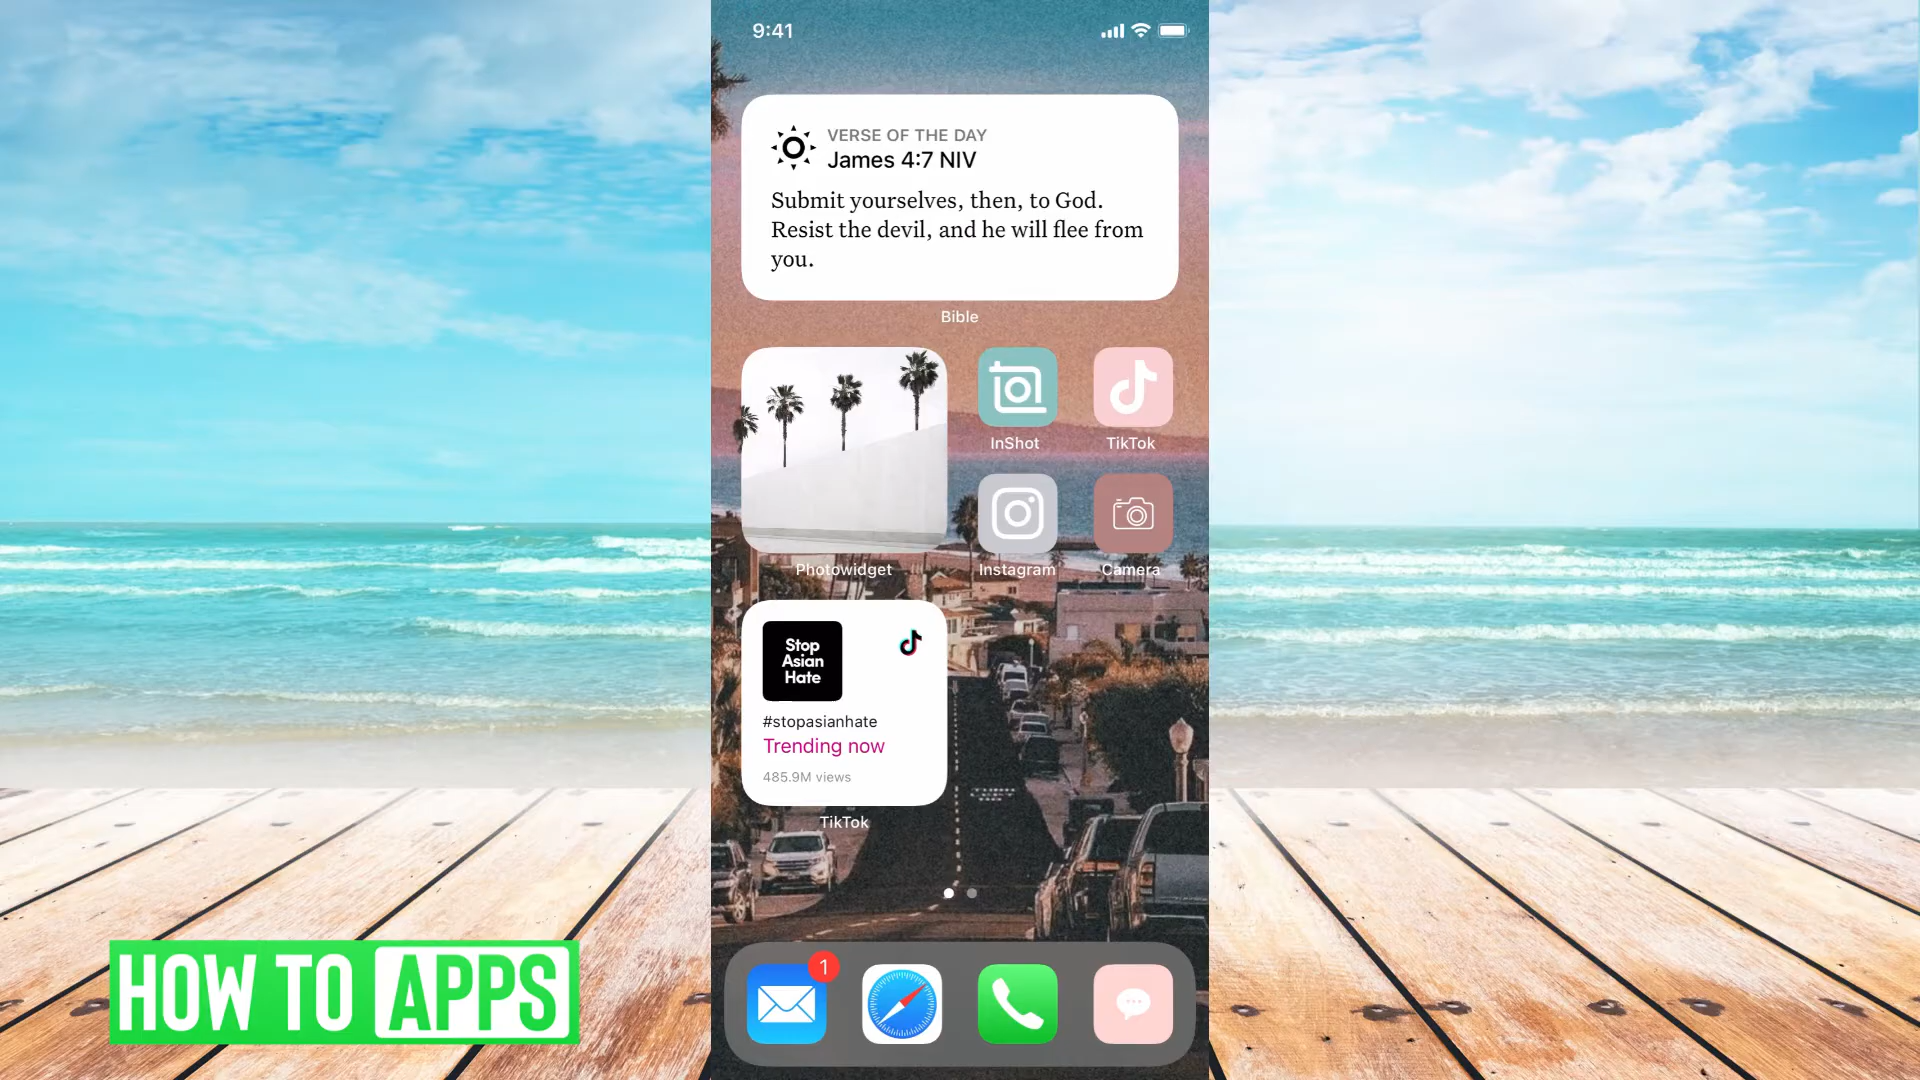 9:41
VERSE OF THE DAY
James 4:7 NIV
Submit yourselves, then, to God.
Resist the devil, and he will flee from
you.
Bible
InShot
TikTok
Photowidget
Instagram
Camera
Stop
Asian
Hate
#stopasianhate
Trending now
485.9M views
TikTok
1
HOW TO APPS